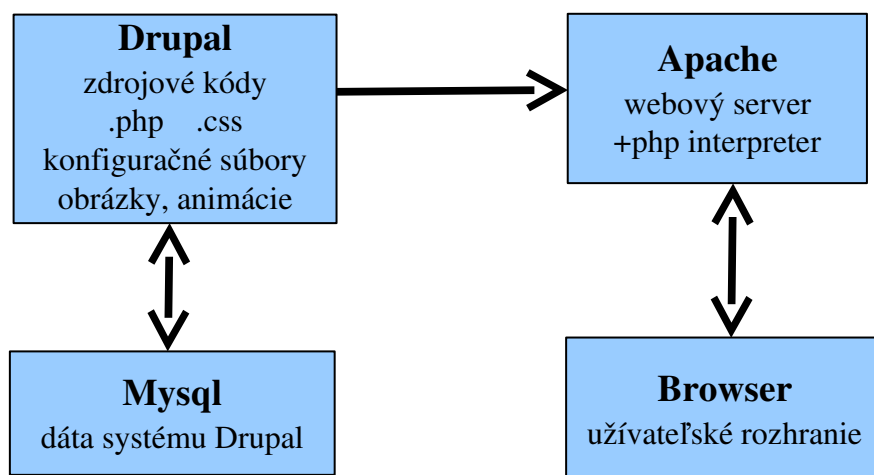 Drupal
zdrojové kódy
.php .css
konfiguračné súbory
obrázky, animácie
Apache
webový server
+php interpreter
Mysql
dáta systému Drupal
Browser
užívateľské rozhranie